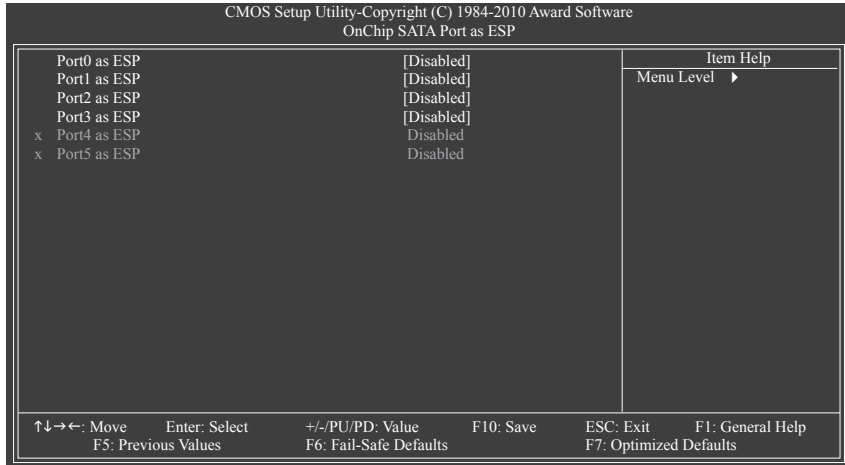 CMOS Setup Utility-Copyright (C) 1984-2010 Award Software
OnChip SATA Port as ESP
Port0 as ESP [Disabled]
Port1 as ESP [Disabled]
Port2 as ESP [Disabled]
Port3 as ESP [Disabled]
x Port4 as ESP Disabled
x Port5 as ESP Disabled
Item Help
Menu Level ▶
↑↓→←: Move Enter: Select +/-/PU/PD: Value F10: Save ESC: Exit F1: General Help
F5: Previous Values F6: Fail-Safe Defaults F7: Optimized Defaults